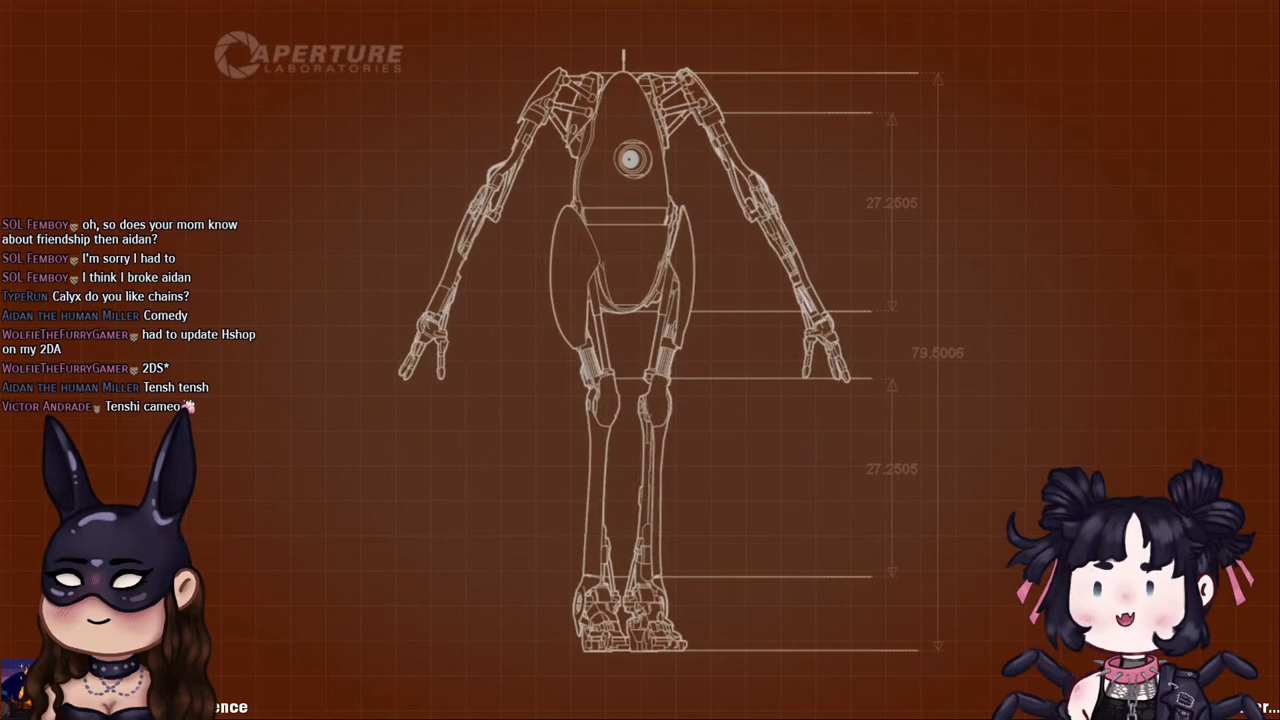 APERTURE
LABORATORIES
27.2505
79.5006
27.2505
SOL FEMBOY oh, so does your mom know
about friendship then aidan?
SOL FEMBOY I'm sorry I had to
SOL FEMBOY I think I broke aidan
TYPERUN Calyx do you like chains?
AIDAN THE HUMAN MILLER Comedy
WOLFIETHEFURRYGAMER had to update Hshop
on my 2DA
WOLFIETHEFURRYGAMER 2DS*
AIDAN THE HUMAN MILLER Tensh tensh
VICTOR ANDRADE Tenshi cameo